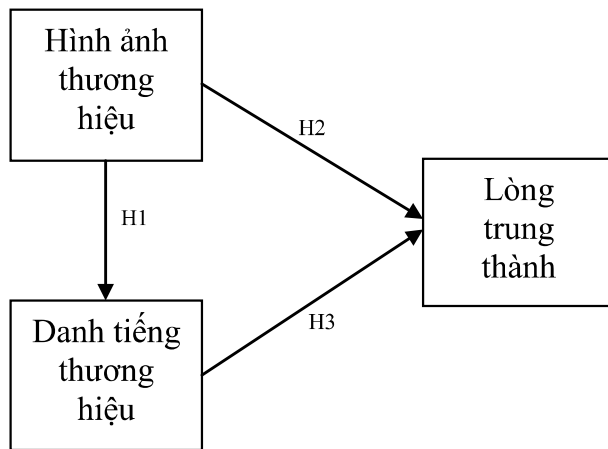 Hình ảnh
thương
hiệu
H2
H1
Lòng
trung
thành
Danh tiếng
thương
hiệu
H3